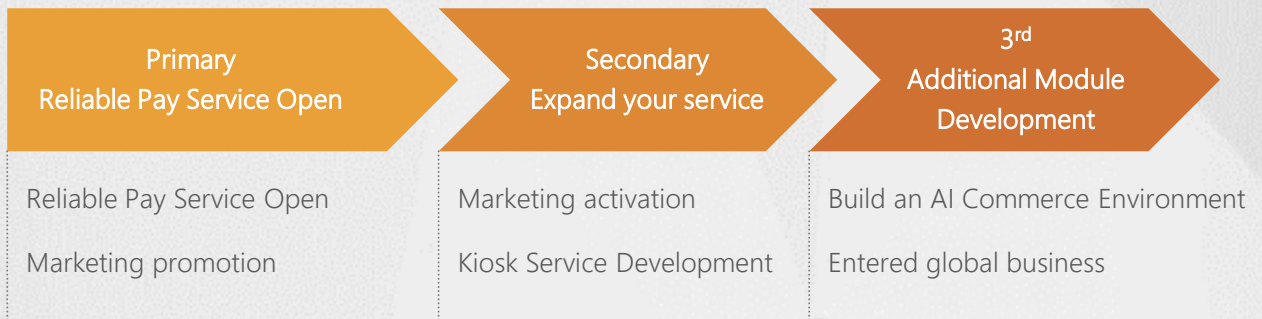 Primary
Reliable Pay Service Open
Reliable Pay Service Open
Marketing promotion
Secondary
Expand your service
Marketing activation
Kiosk Service Development
3rd
Additional Module
Development
Build an AI Commerce Environment
Entered global business